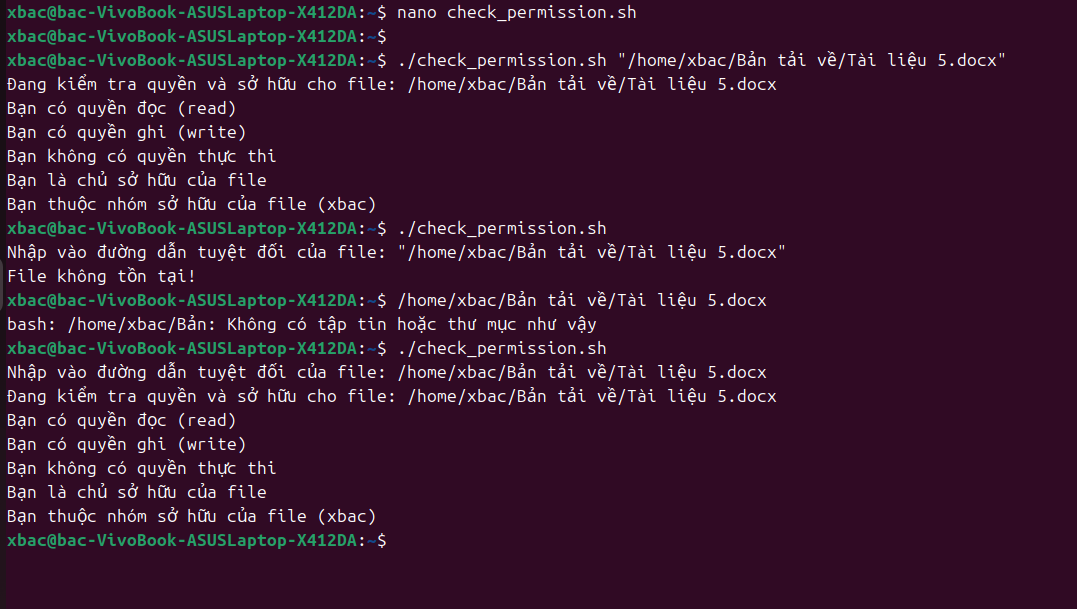 xbac@bac-VivoBook-ASUSLaptop-X412DA:~$ nano check_permission.sh
xbac@bac-VivoBook-ASUSLaptop-X412DA:~$
xbac@bac-VivoBook-ASUSLaptop-X412DA:~$ ./check_permission.sh "/home/xbac/Bản tải về/Tài liệu 5.docx"
Đang kiểm tra quyền và sở hữu cho file: /home/xbac/Bản tải về/Tài liệu 5.docx
Bạn có quyền đọc (read)
Bạn có quyền ghi (write)
Bạn không có quyền thực thi
Bạn là chủ sở hữu của file
Bạn thuộc nhóm sở hữu của file (xbac)
xbac@bac-VivoBook-ASUSLaptop-X412DA:~$ ./check_permission.sh
Nhập vào đường dẫn tuyệt đối của file: "/home/xbac/Bản tải về/Tài liệu 5.docx"
File không tồn tại!
xbac@bac-VivoBook-ASUSLaptop-X412DA:~$ /home/xbac/Bản tải về/Tài liệu 5.docx
bash: /home/xbac/Bản: Không có tập tin hoặc thư mục như vậy
xbac@bac-VivoBook-ASUSLaptop-X412DA:~$ ./check_permission.sh
Nhập vào đường dẫn tuyệt đối của file: /home/xbac/Bản tải về/Tài liệu 5.docx
Đang kiểm tra quyền và sở hữu cho file: /home/xbac/Bản tải về/Tài liệu 5.docx
Bạn có quyền đọc (read)
Bạn có quyền ghi (write)
Bạn không có quyền thực thi
Bạn là chủ sở hữu của file
Bạn thuộc nhóm sở hữu của file (xbac)
xbac@bac-VivoBook-ASUSLaptop-X412DA:~$